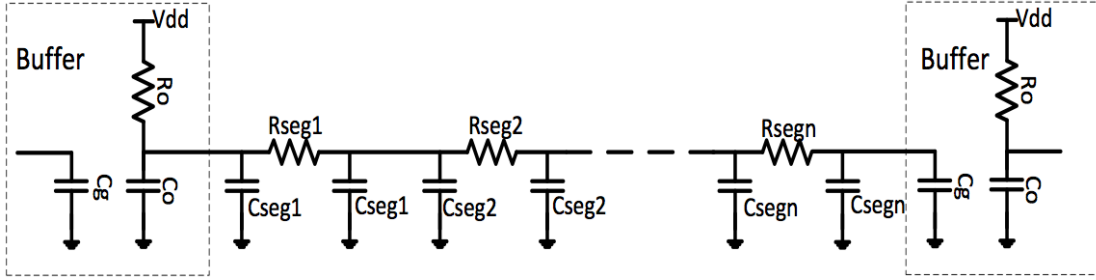 Vdd
Vdd
Buffer
Buffer
Ro
Ro
Rseg1
Rseg2
Rsegn
Cg
Co
Cseg1
Cseg1
Cseg2
Cseg2
Csegn
Csegn
Cg
Co